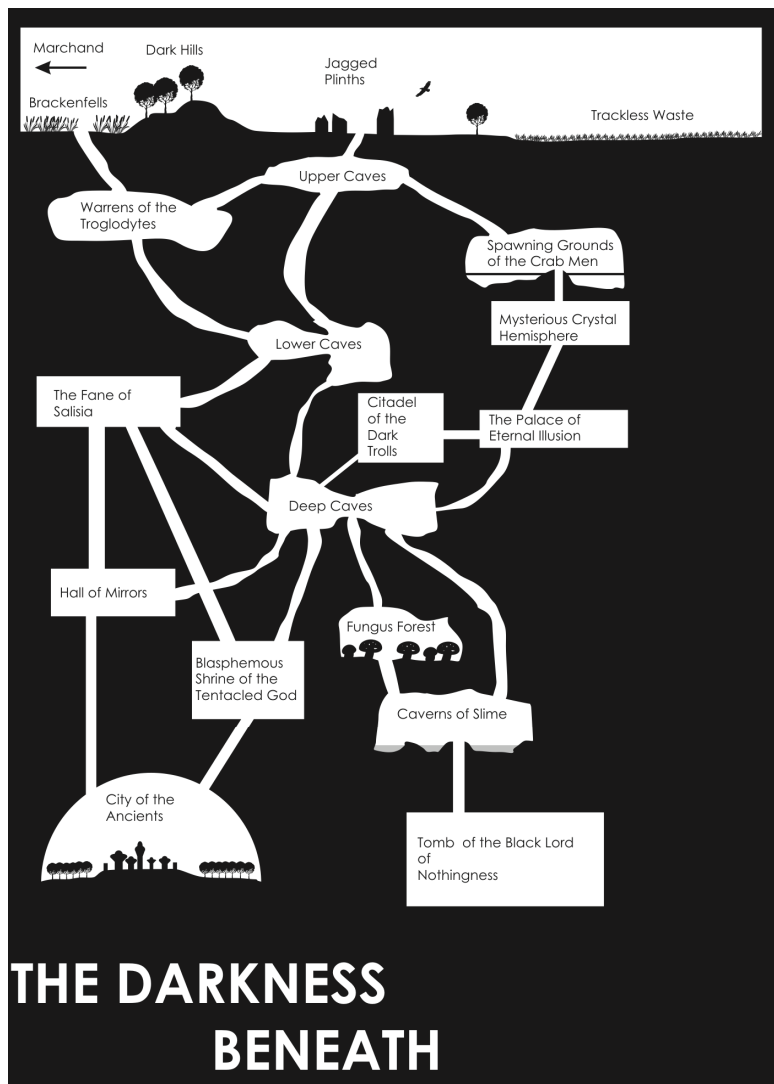 Marchand
Dark Hills
Jagged
Plinths
Brackenfells
Trackless Waste
Upper Caves
Warrens of the
Troglodytes
Spawning Grounds
of the Crab Men
Mysterious Crystal
Hemisphere
Lower Caves
The Fane of
Salisia
Citadel
of the
Dark
Trolls
The Palace of
Eternal Illusion
Deep Caves
Hall of Mirrors
Fungus Forest
Blasphemous
Shrine of the
Tentacled God
Caverns of Slime
City of the
Ancients
Tomb  of the Black Lord
of
Nothingness
THE DARKNESS
BENEATH